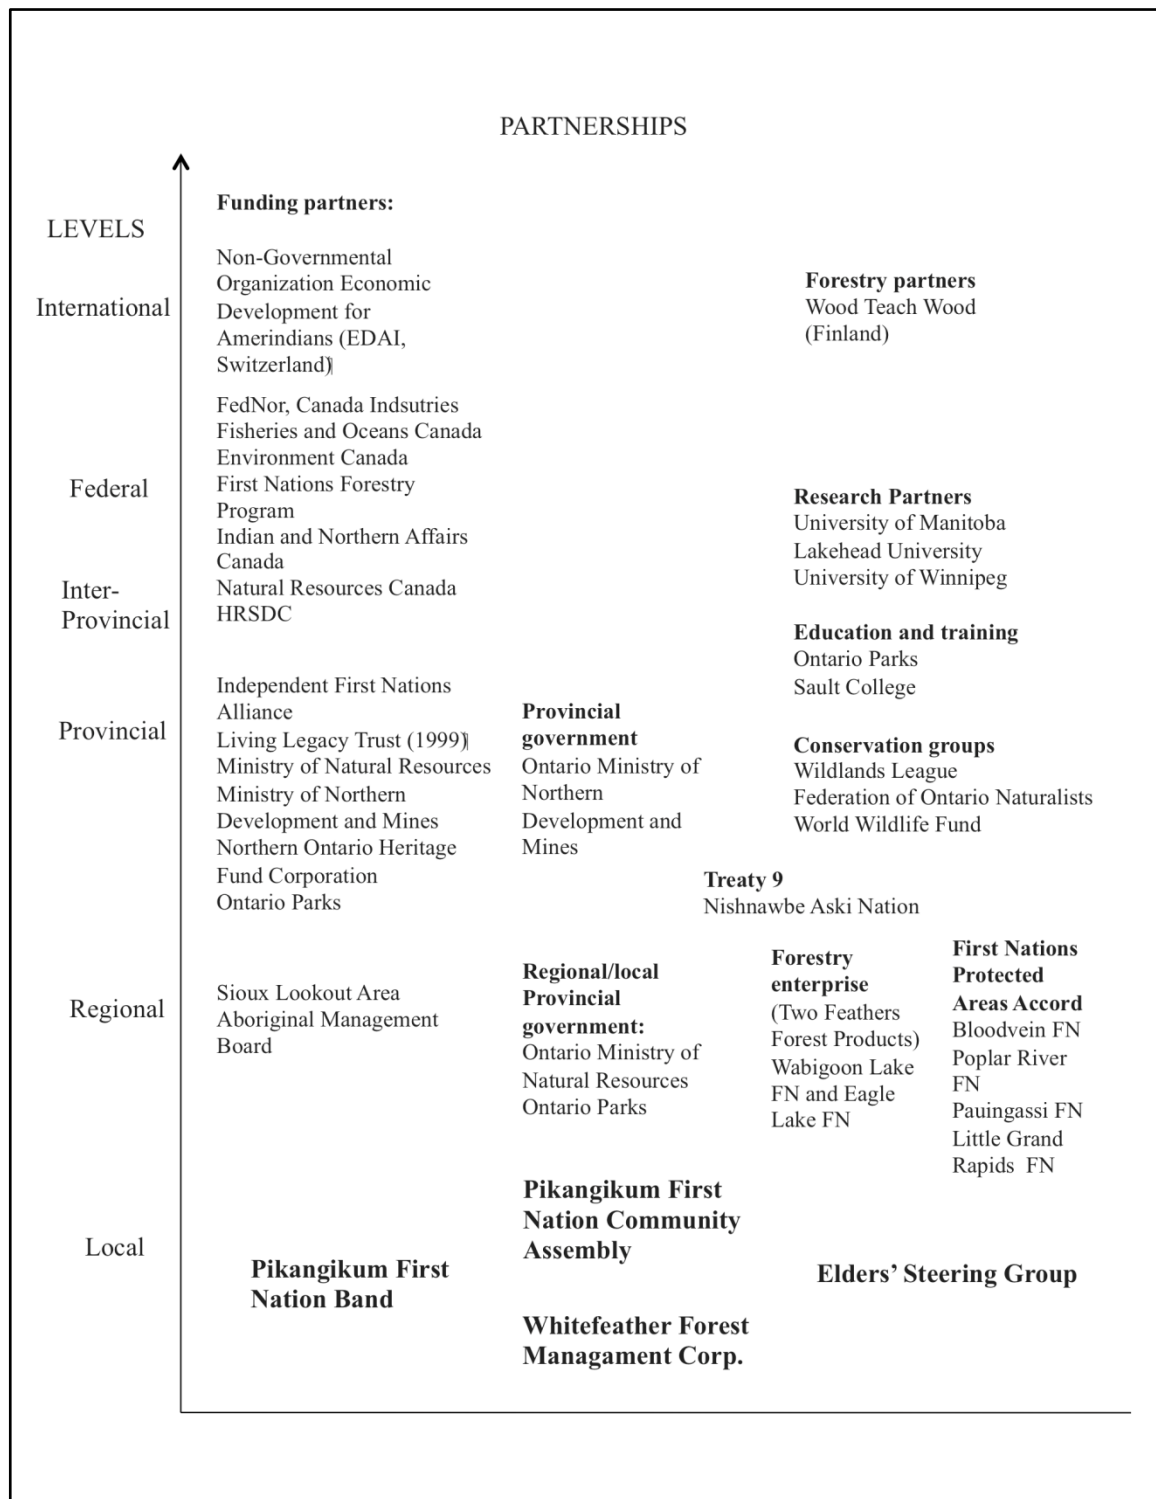 PARTNERSHIPS
LEVELS
International
Federal
Inter-
Provincial
Provincial
Regional
Local
Funding partners:
Non-Governmental
Organization Economic
Development for
Amerindians (EDAI,
Switzerland)
FedNor, Canada Indsutries
Fisheries and Oceans Canada
Environment Canada
First Nations Forestry
Program
Indian and Northern Affairs
Canada
Natural Resources Canada
HRSDC
Independent First Nations
Alliance
Living Legacy Trust (1999)
Ministry of Natural Resources
Ministry of Northern
Development and Mines
Northern Ontario Heritage
Fund Corporation
Ontario Parks
Sioux Lookout Area
Aboriginal Management
Board
Pikangikum First
Nation Band
Provincial
government
Ontario Ministry of
Northern
Development and
Mines
Regional/local
Provincial
government:
Ontario Ministry of
Natural Resources
Ontario Parks
Pikangikum First
Nation Community
Assembly
Whitefeather Forest
Managament Corp.
Forestry partners
Wood Teach Wood
(Finland)
Research Partners
University of Manitoba
Lakehead University
University of Winnipeg
Education and training
Ontario Parks
Sault College
Conservation groups
Wildlands League
Federation of Ontario Naturalists
World Wildlife Fund
Treaty 9
Nishnawbe Aski Nation
Forestry
enterprise
(Two Feathers
Forest Products)
Wabigoon Lake
FN and Eagle
Lake FN
First Nations
Protected
Areas Accord
Bloodvein FN
Poplar River
FN
Pauingassi FN
Little Grand
Rapids FN
Elders’ Steering Group